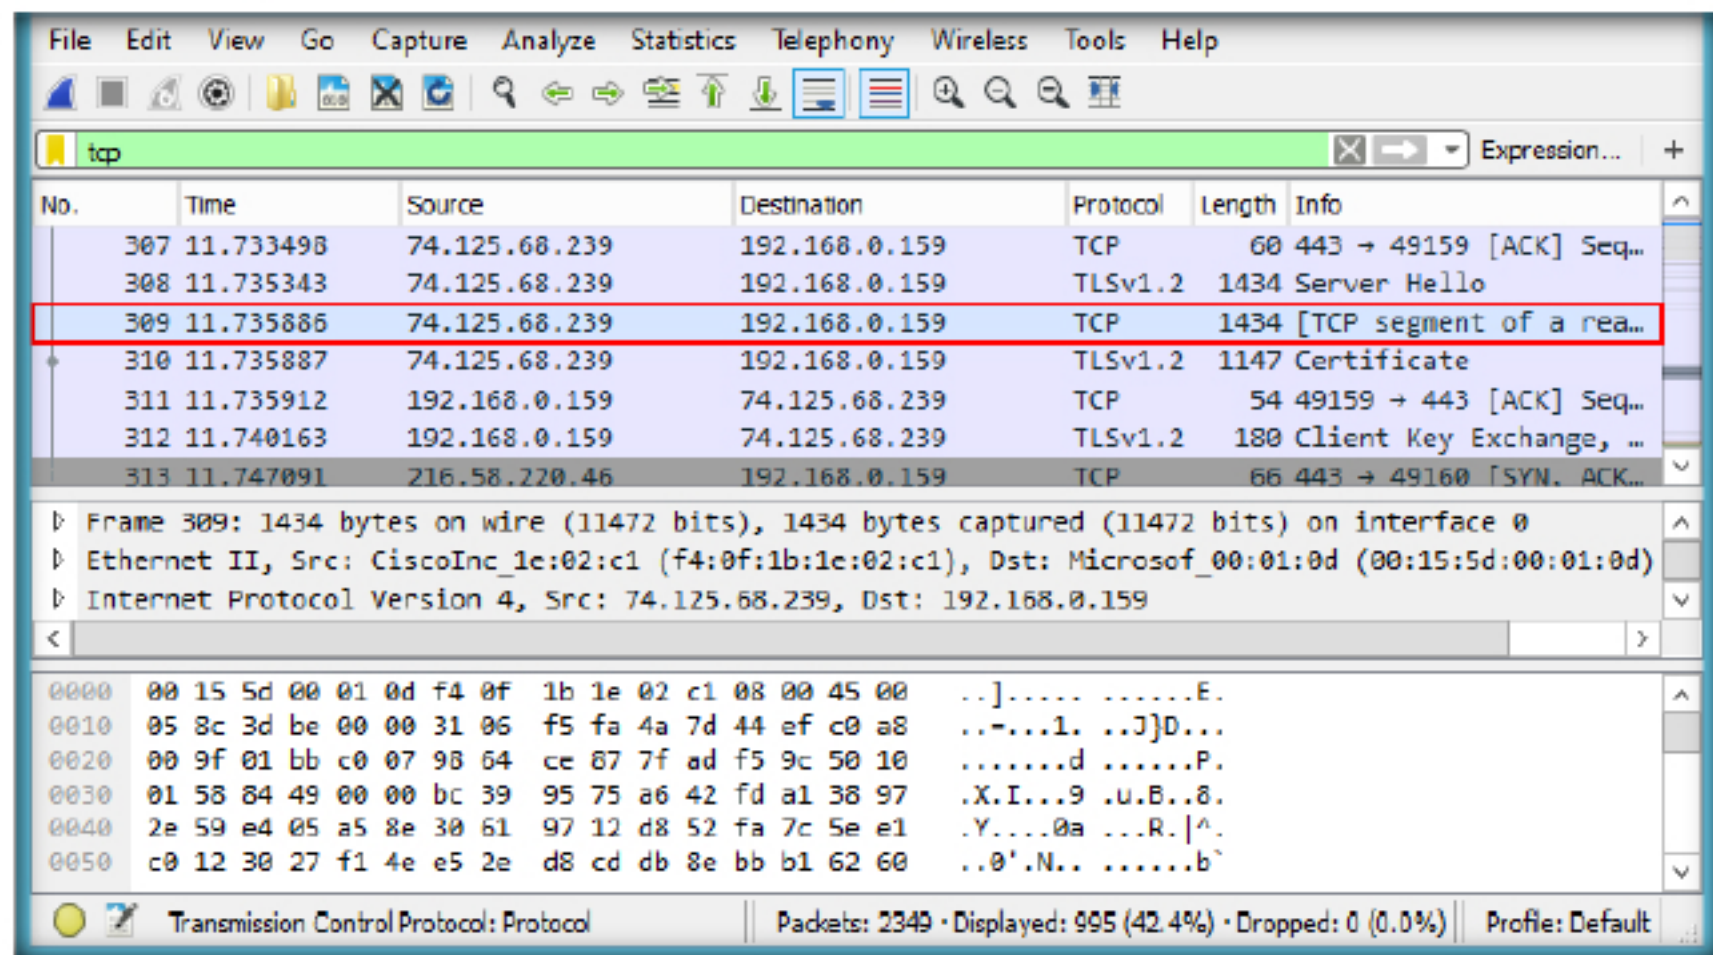 File Edit View Go Capture Analyze Statistics Telephony Wireless Tools Help
tcp Expression... +
No. Time Source Destination Protocol Length Info
307 11.733498 74.125.68.239 192.168.0.159 TCP 60 443 → 49159 [ACK] Seq…
308 11.735343 74.125.68.239 192.168.0.159 TLSv1.2 1434 Server Hello
309 11.735886 74.125.68.239 192.168.0.159 TCP 1434 [TCP segment of a rea…
310 11.735887 74.125.68.239 192.168.0.159 TLSv1.2 1147 Certificate
311 11.735912 192.168.0.159 74.125.68.239 TCP 54 49159 → 443 [ACK] Seq…
312 11.740163 192.168.0.159 74.125.68.239 TLSv1.2 180 Client Key Exchange, …
313 11.747091 216.58.220.46 192.168.0.159 TCP 66 443 → 49160 [SYN, ACK…
Frame 309: 1434 bytes on wire (11472 bits), 1434 bytes captured (11472 bits) on interface 0
Ethernet II, Src: CiscoInc_1e:02:c1 (f4:0f:1b:1e:02:c1), Dst: Microsof_00:01:0d (00:15:5d:00:01:0d)
Internet Protocol Version 4, Src: 74.125.68.239, Dst: 192.168.0.159
0000 00 15 5d 00 01 0d f4 0f 1b 1e 02 c1 08 00 45 00 ..]..... ......E.
0010 05 8c 3d be 00 00 31 06 f5 fa 4a 7d 44 ef c0 a8 ..=...1. ..J}D...
0020 00 9f 01 bb c0 07 98 64 ce 87 7f ad f5 9c 50 10 .......d ......P.
0030 01 58 84 49 00 00 bc 39 95 75 a6 42 fd a1 38 97 .X.I...9 .u.B..8.
0040 2e 59 e4 05 a5 8e 30 61 97 12 d8 52 fa 7c 5e e1 .Y....0a ...R.|^.
0050 c0 12 30 27 f1 4e e5 2e d8 cd db 8e bb b1 62 60 ..0'.N.. ......b`
Transmission Control Protocol: Protocol Packets: 2349 · Displayed: 995 (42.4%) · Dropped: 0 (0.0%) Profile: Default